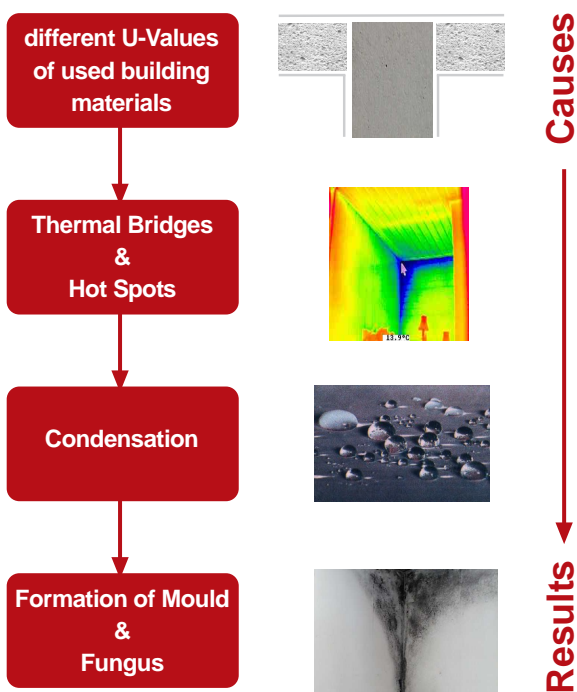 different U-Values
of used building
materials
Causes
Thermal Bridges
&
Hot Spots
13.9°C
Condensation
Formation of Mould
&
Fungus
Results